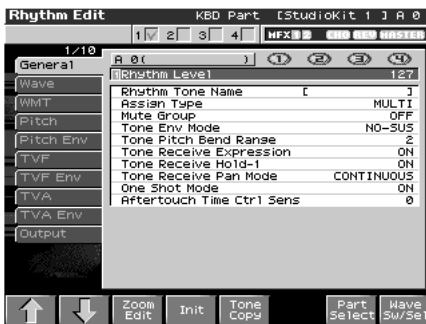 Rhythm Edit KBD Part [StudioKit 1 ] A 0
1 2 3 4 MFX 1 2 CHO REV MASTER
1/10
General
Wave
WMT
Pitch
Pitch Env
TVF
TVF Env
TVA
TVA Env
Output
A 0( ) 1 2 3 4
1 Rhythm Level 127
Rhythm Tone Name [ ]
Assign Type MULTI
Mute Group OFF
Tone Env Mode NO-SUS
Tone Pitch Bend Range 2
Tone Receive Expression ON
Tone Receive Hold-1 ON
Tone Receive Pan Mode CONTINUOUS
One Shot Mode ON
Aftertouch Time Ctrl Sens 0
Zoom Edit
Init
Tone Copy
Part Select
Wave Sw/Sel